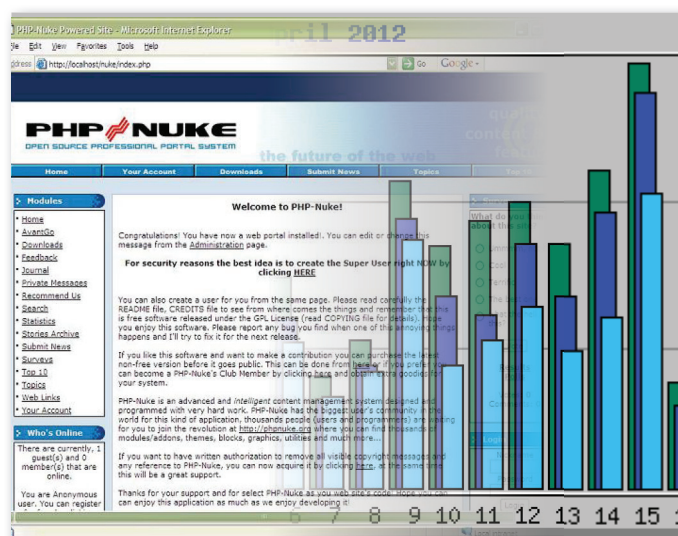 PHP-Nuke Powered Site - Microsoft Internet Explorer
April 2012
File Edit View Favorites Tools Help
Address http://localhost/nuke/index.php Go Google
PHP NUKE
OPEN SOURCE PROFESSIONAL PORTAL SYSTEM
content
the future of the web
Home Your Account Downloads Submit News Topics
Modules
Home
AvantGo
Downloads
Feedback
Journal
Private Messages
Recommend Us
Search
Statistics
Stories Archive
Submit News
Surveys
Top 10
Topics
Web Links
Your Account
Who's Online
There are currently, 1
guest(s) and 0
member(s) that are
online.
You are Anonymous
user. You can register
Welcome to PHP-Nuke!
Congratulations! You have now a web portal installed!. You can edit or change this
message from the Administration page.
For security reasons the best idea is to create the Super User right NOW by
clicking HERE
You can also create a user for you from the same page. Please read carefully the
README file, CREDITS file to see from where comes the things and remember that this
is free software released under the GPL License (read COPYING file for details). Hope
you enjoy this software. Please report any bug you find when one of this annoying things
happens and I'll try to fix it for the next release.
If you like this software and want to make a contribution you can purchase the latest
non-free version before it goes public. This can be done from here or if you prefer you
can become a PHP-Nuke's Club Member by clicking here and obtain extra goodies for
your system.
PHP-Nuke is an advanced and intelligent content management system designed and
programmed with very hard work. PHP-Nuke has the biggest user's community in the
world for this kind of application, thousands people (users and programmers) are waiting
for you to join the revolution at http://phpnuke.org where you can find thousands of
modules/addons, themes, blocks, graphics, utilities and much more...
If you want to have written authorization to remove all visible copyright messages and
any reference to PHP-Nuke, you can now acquire it by clicking here, at the same time
this will be a great support.
Thanks for your support and for select PHP-Nuke as you web site's code! Hope you can
can enjoy this application as much as we enjoy developing it!
What do you
about this site
Cool
6 7 8 9 10 11 12 13 14 15